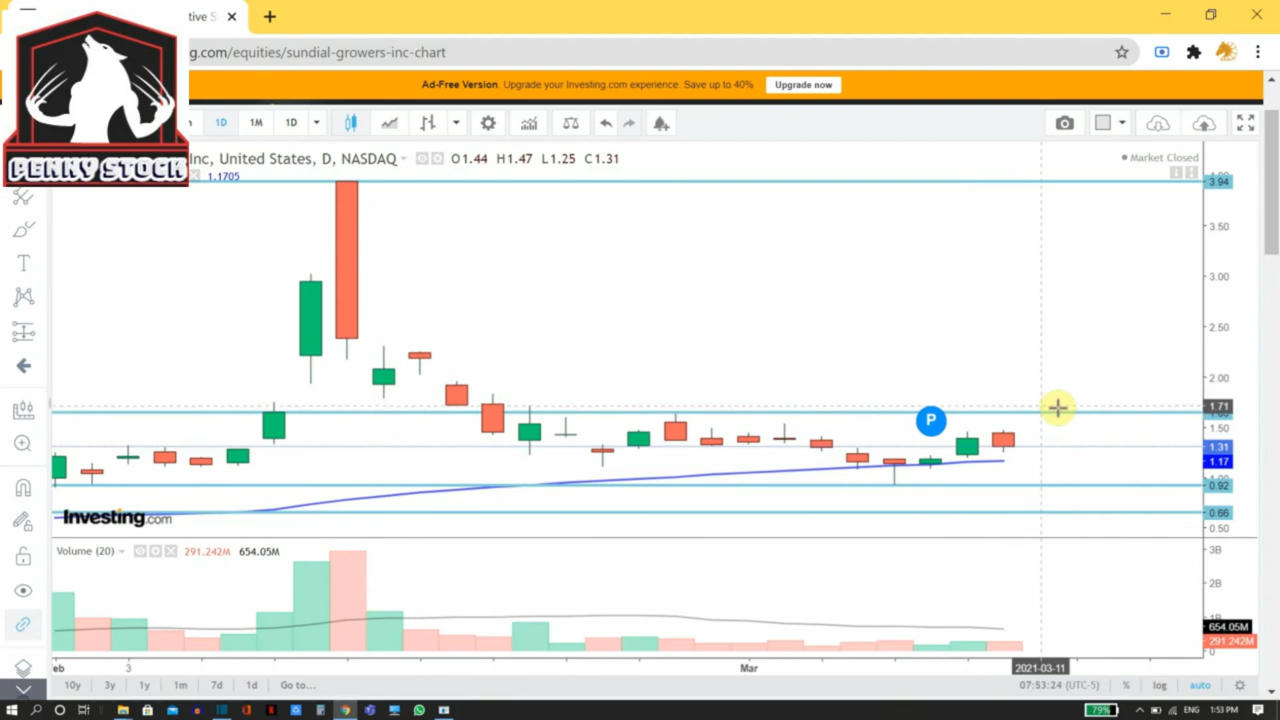 tive S
g.com/equities/sundial-growers-inc-chart
Ad-Free Version. Upgrade your Investing.com experience. Save up to 40% Upgrade now
PENNY STOCK
1D 1M 1D
Inc, United States, D, NASDAQ O1.44 H1.47 L1.25 C1.31
Market Closed
1.1705
3.94
3.50
3.00
2.50
2.00
1.71
P
1.50
1.31
1.17
0.92
0.66
0.50
Investing.com
Volume (20) 291.242M 654.05M
3B
2B
1B
654.05M
291.242M
0
eb 3 Mar 2021-03-11
10y 3y 1y 1m 7d 1d Go to... 07:53:24 (UTC-5) % log auto
79% ENG 1:53 PM